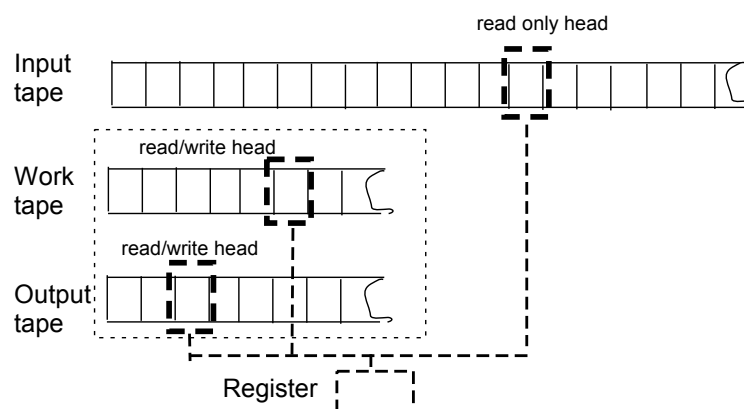 read only head
Input
tape
read/write head
Work
tape
read/write head
Output
tape
Register